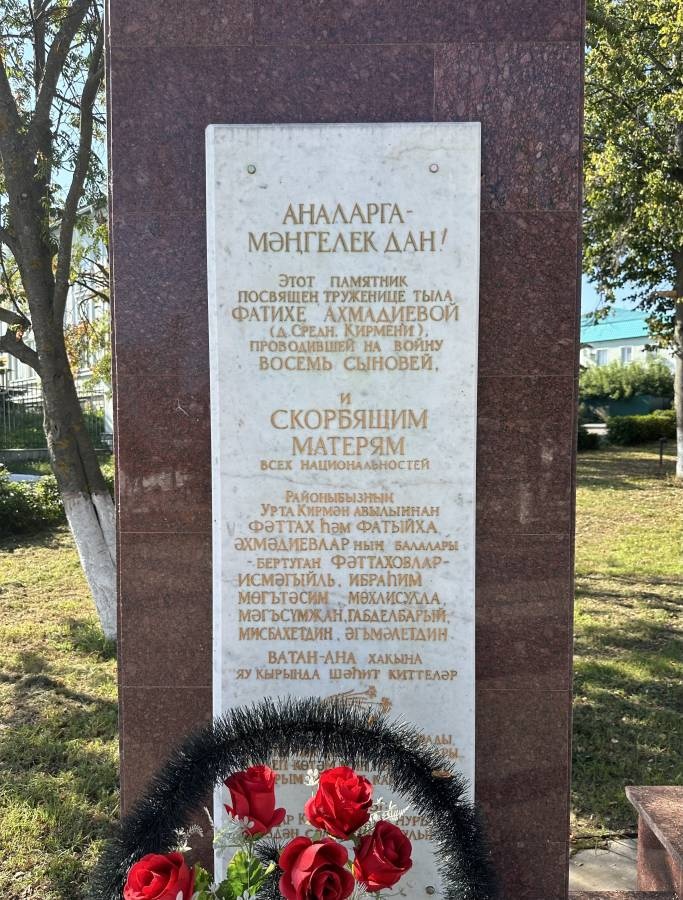 АНАЛАРГА-
МӘҢГЕЛЕК ДАН!
ЭТОТ ПАМЯТНИК
ПОСВЯЩЕН ТРУЖЕНИЦЕ ТЫЛА
ФАТИХЕ АХМАДИЕВОЙ
(Д. СРЕДН. КИРМЕНИ),
ПРОВОДИВШЕЙ НА ВОЙНУ
ВОСЕМЬ СЫНОВЕЙ,
И
СКОРБЯЩИМ
МАТЕРЯМ
ВСЕХ НАЦИОНАЛЬНОСТЕЙ
РАЙОНЫБЫЗНЫҢ
УРТА КИРМӘН АВЫЛЫННАН
ФӘТТАХ ҺӘМ ФАТЫЙХА
ӘХМӘДИЕВЛАР НЫҢ БАЛАЛАРЫ
- БЕРТУГАН ФӘТТАХОВЛАР-
ИСМӘГЫЙЛЬ, ИБРАҺИМ
МӨГЪТӘСИМ, МӨХЛИСУЛЛА,
МӘГЪСҮМҖАН, ГАБДЕЛБАРЫЙ,
МИСБАХЕТДИН, ӘГЪМӘЛЕТДИН
ВАТАН-АНА ХАКЫНА
ЯУ КЫРЫНДА ШӘҺИТ КИТТЕЛӘР